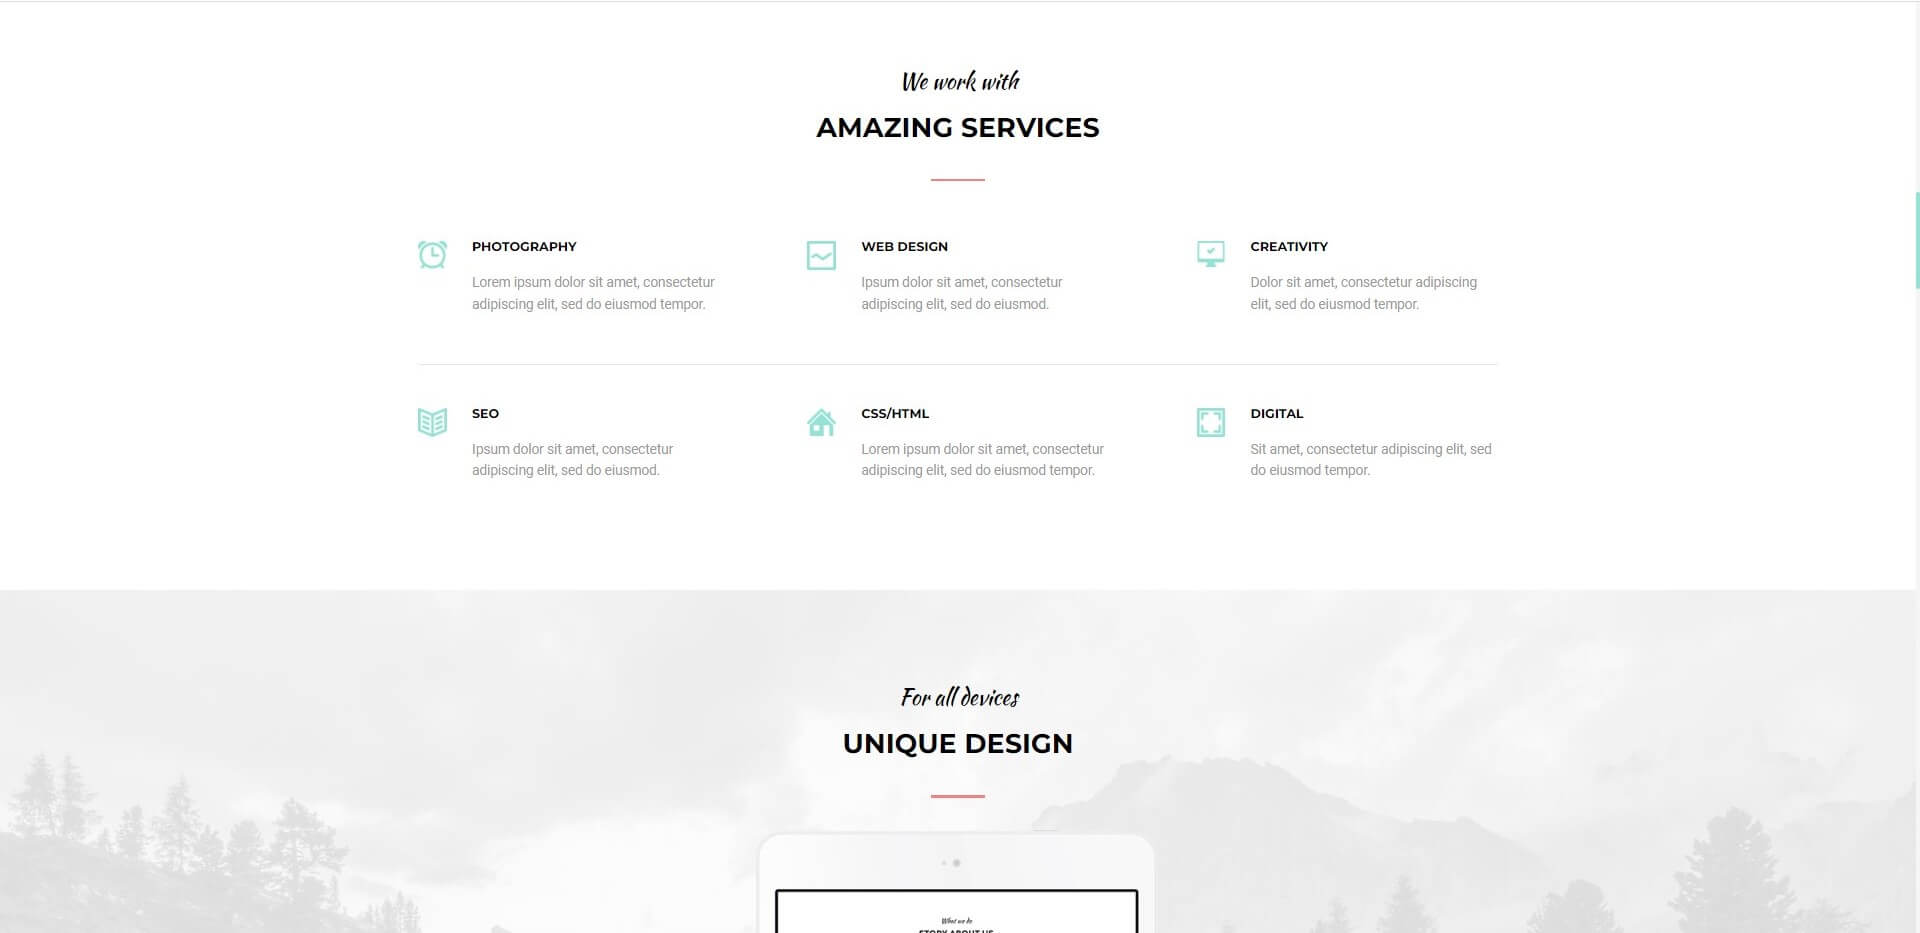 We work with
AMAZING SERVICES
PHOTOGRAPHY
Lorem ipsum dolor sit amet, consectetur
adipiscing elit, sed do eiusmod tempor.
WEB DESIGN
Ipsum dolor sit amet, consectetur
adipiscing elit, sed do eiusmod.
CREATIVITY
Dolor sit amet, consectetur adipiscing
elit, sed do eiusmod tempor.
SEO
Ipsum dolor sit amet, consectetur
adipiscing elit, sed do eiusmod.
CSS/HTML
Lorem ipsum dolor sit amet, consectetur
adipiscing elit, sed do eiusmod tempor.
DIGITAL
Sit amet, consectetur adipiscing elit, sed
do eiusmod tempor.
For all devices
UNIQUE DESIGN
What we do
STORY ABOUT US